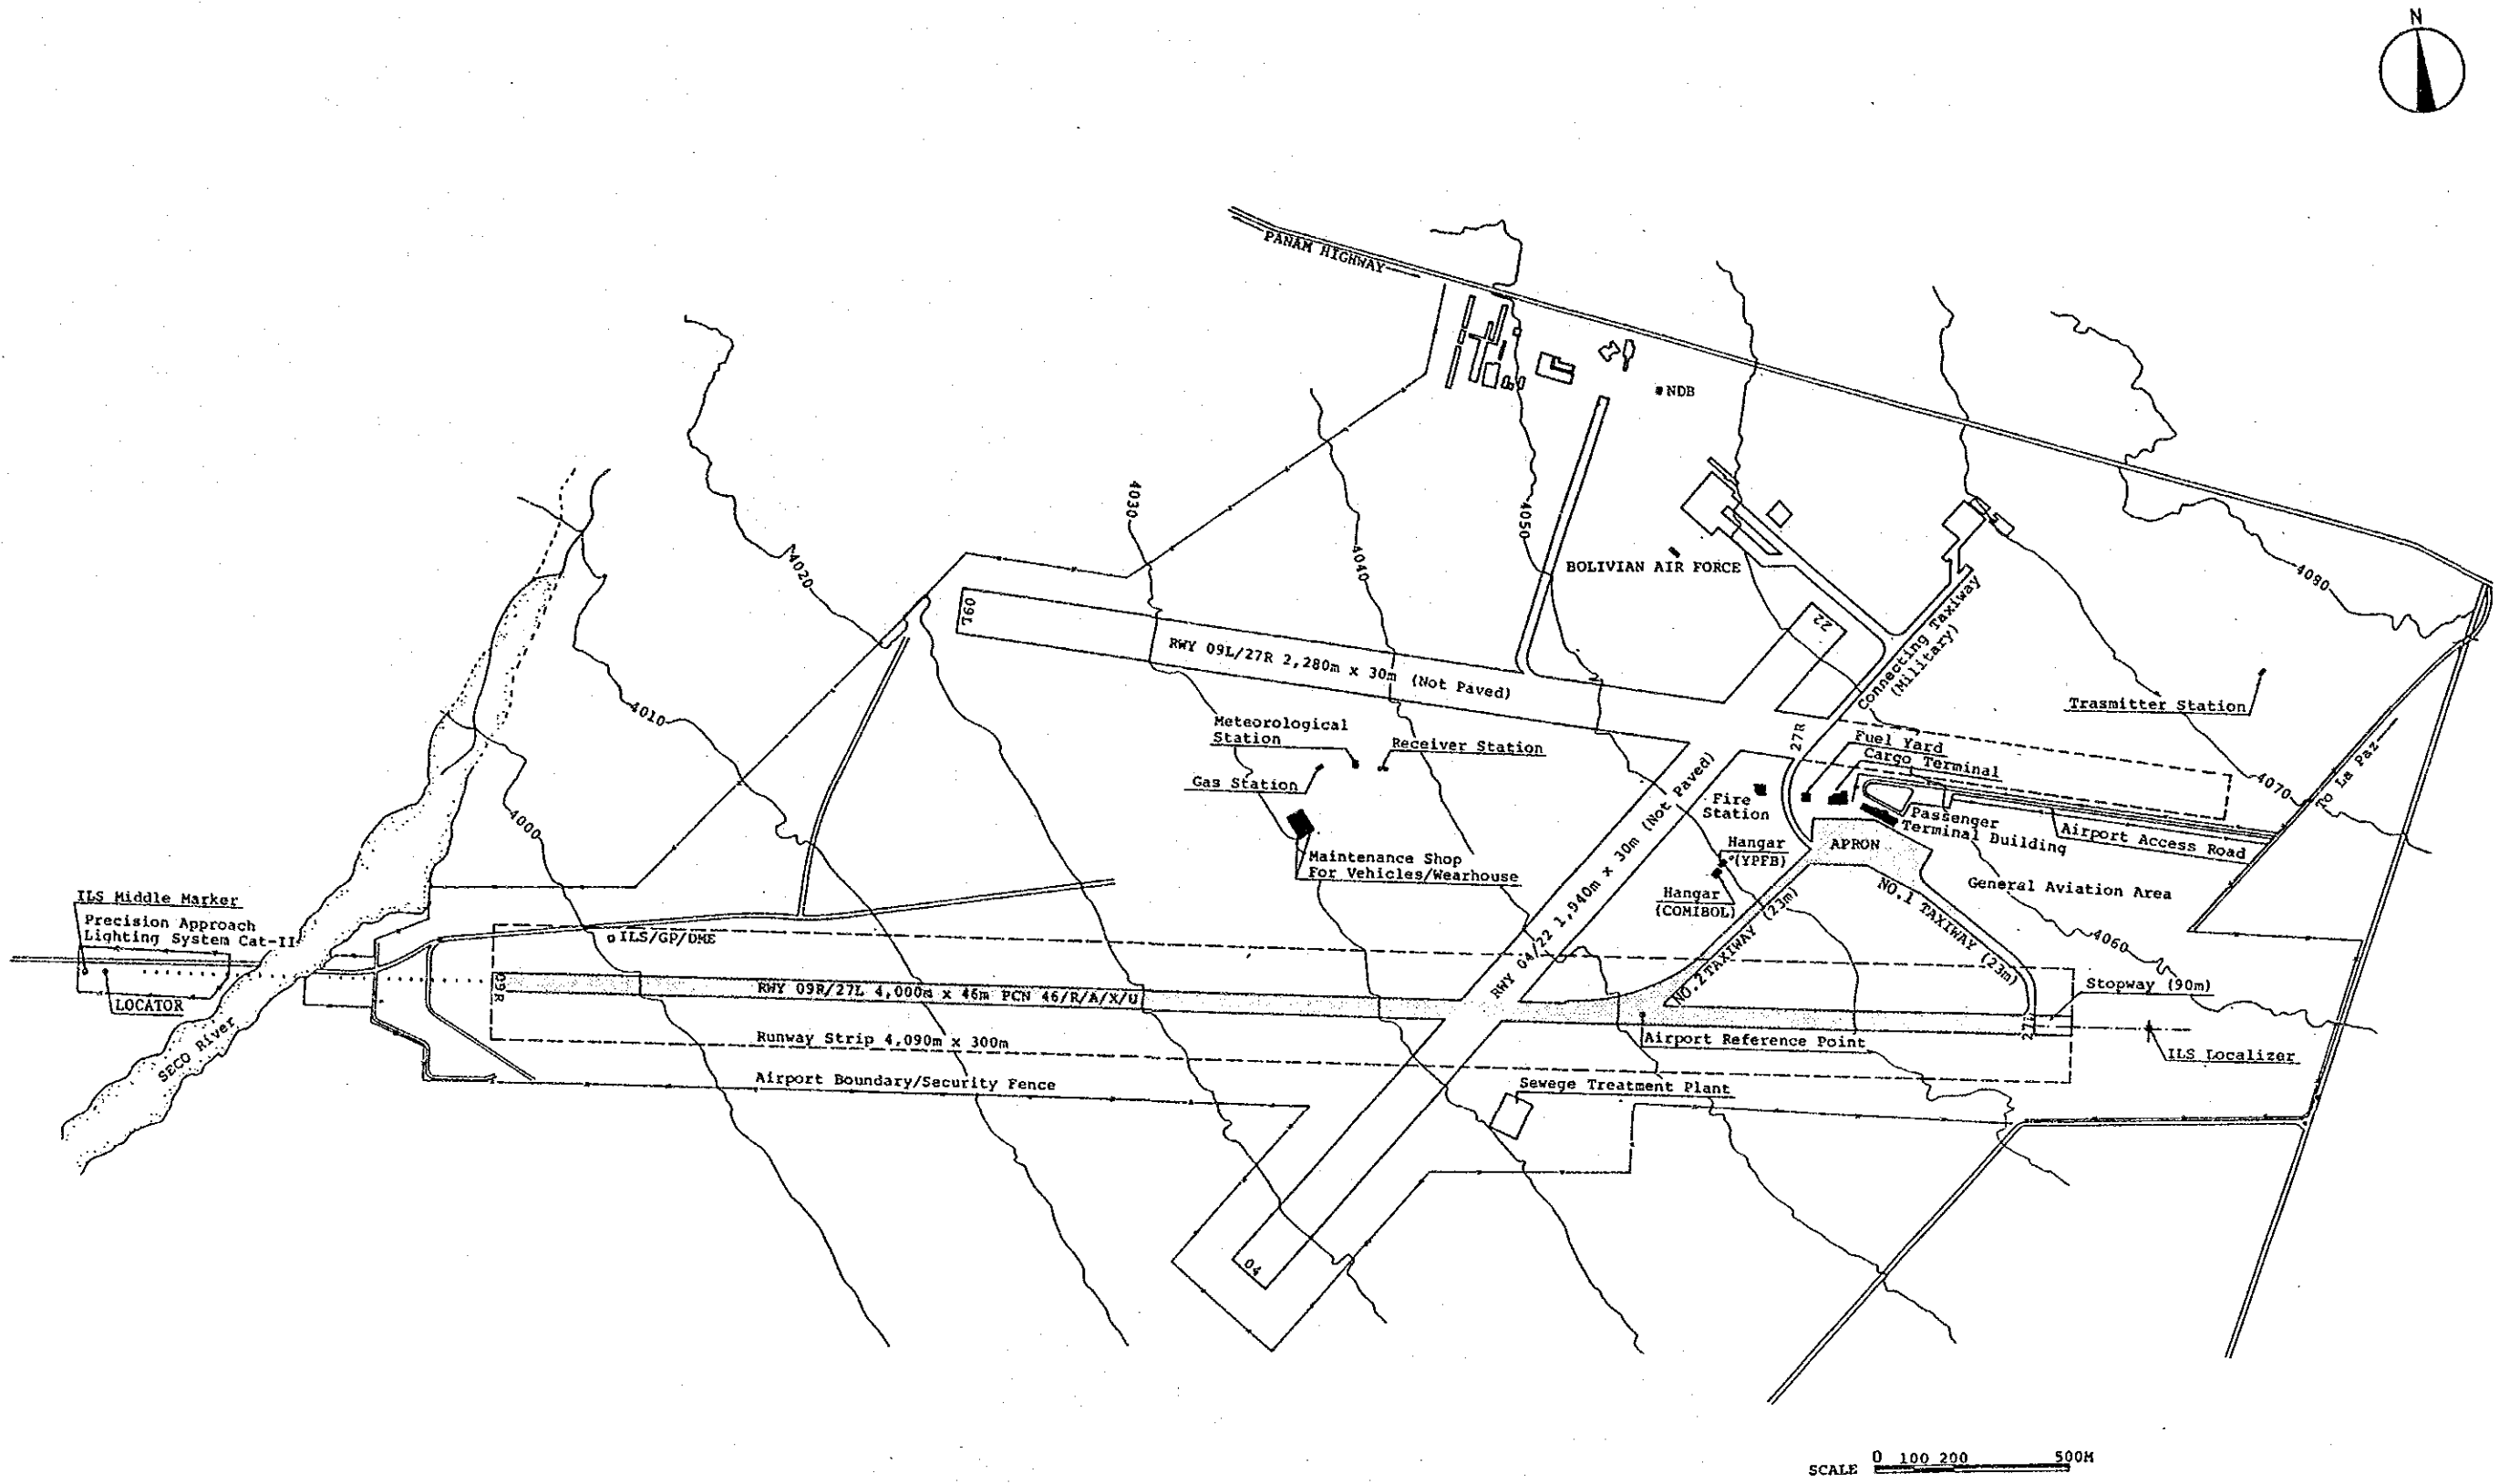 N
PANAM HIGHWAY
NDB
4030
4050
4040
4020
BOLIVIAN AIR FORCE
4080
09L
22
Connecting Taxiway
(Military)
RWY 09L/27R 2,280m x 30m (Not Paved)
4010
Trasmitter Station
Meteorological
Station
Receiver Station
27R
Fuel Yard
Cargo Terminal
Gas Station
4070
To La Paz
4000
Fire
Station
Passenger
Terminal Building
Airport Access Road
Hangar
(YPFB)
APRON
Maintenance Shop
For Vehicles/Wearhouse
Hangar
(COMIBOL)
NO.1 TAXIWAY (23m)
General Aviation Area
ILS Middle Marker
Precision Approach
Lighting System Cat-II
ILS/GP/DME
RWY 04/22 1,940m x 30m (Not Paved)
NO.2 TAXIWAY (23m)
4060
LOCATOR
09R
RWY 09R/27L 4,000m x 46m PCN 46/R/A/X/U
Stopway (90m)
27L
SECO River
Runway Strip 4,090m x 300m
Airport Reference Point
ILS Localizer
Airport Boundary/Security Fence
Sewege Treatment Plant
04
SCALE 0 100 200 500M